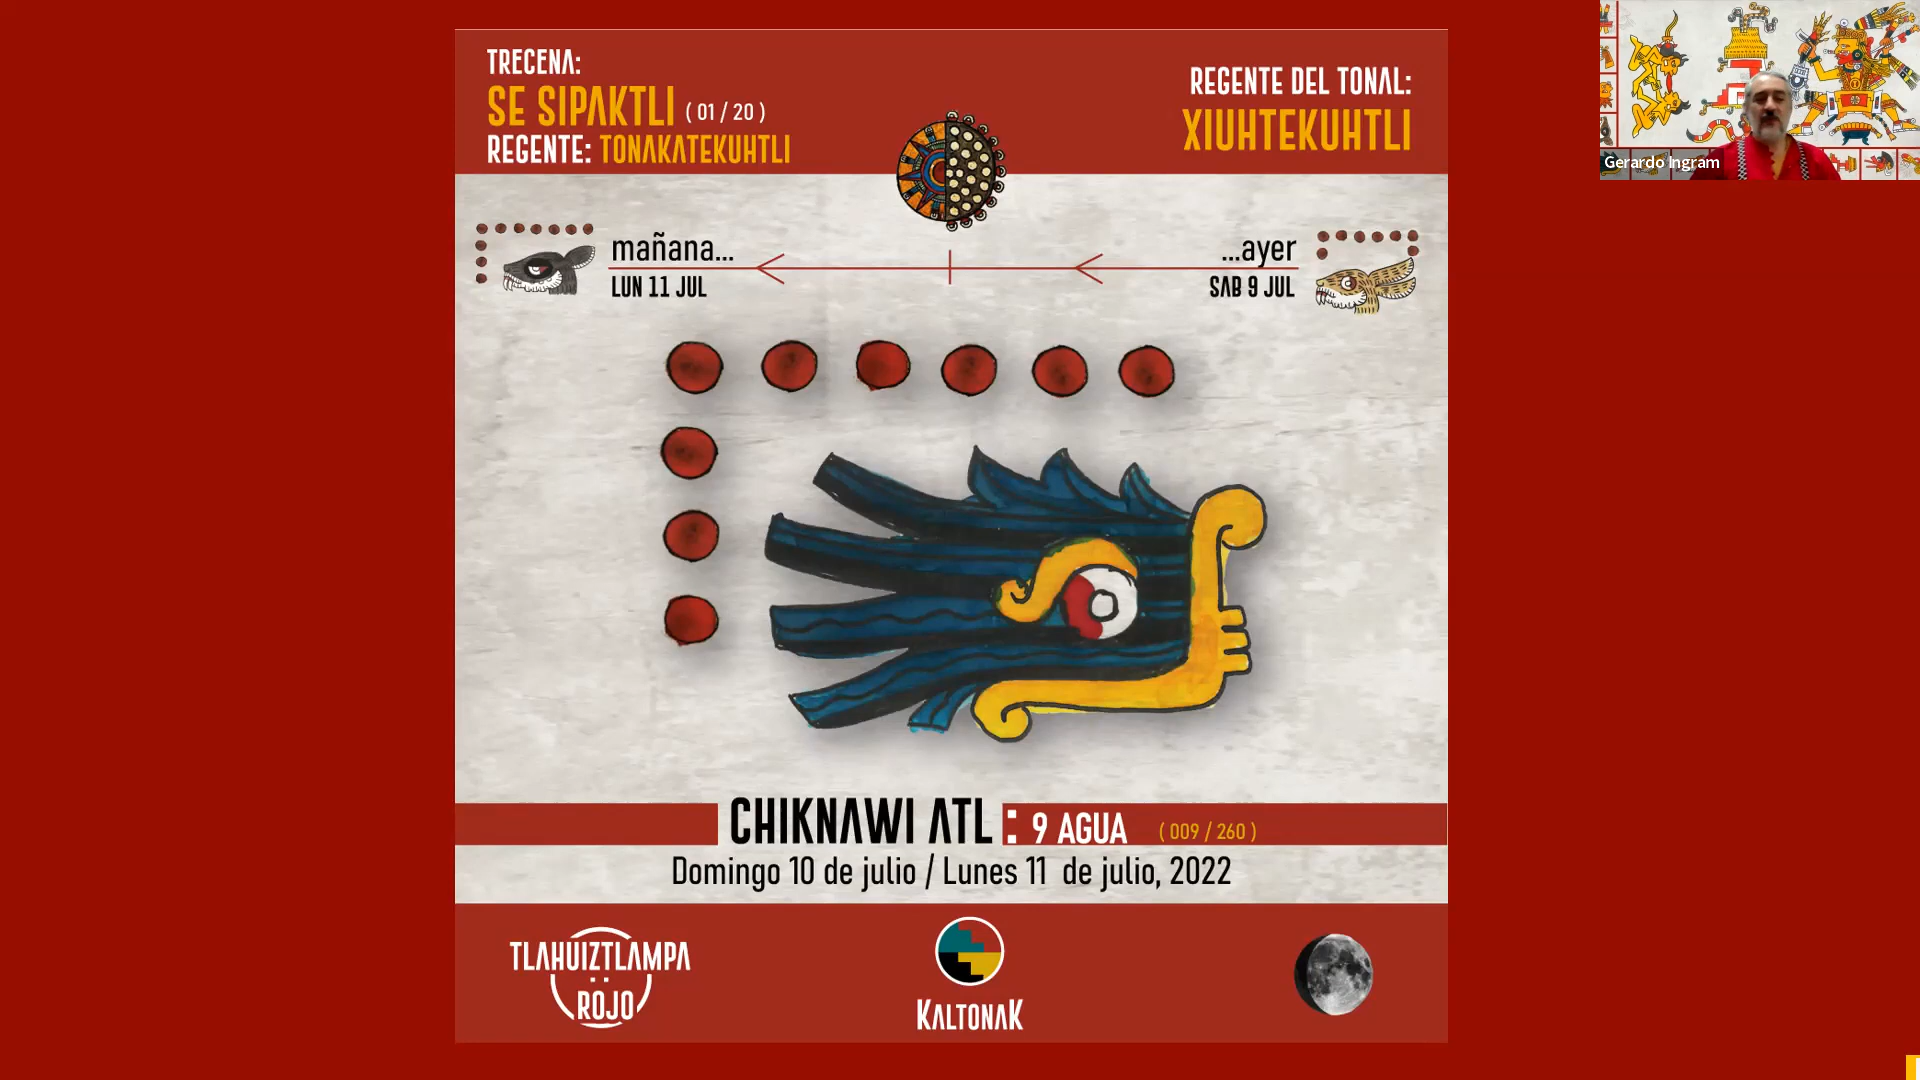 TRECENA:
SE SIPAKTLI ( 01 / 20 )
REGENTE: TONAKATEKUHTLI
REGENTE DEL TONAL:
XIUHTEKUHTLI
Gerardo Ingram
mañana...
LUN 11 JUL
...ayer
SAB 9 JUL
CHIKNAWI ATL : 9 AGUA ( 009 / 260 )
Domingo 10 de julio / Lunes 11 de julio, 2022
TLAHUIZTLAMPA
ROJO
KALTONAK